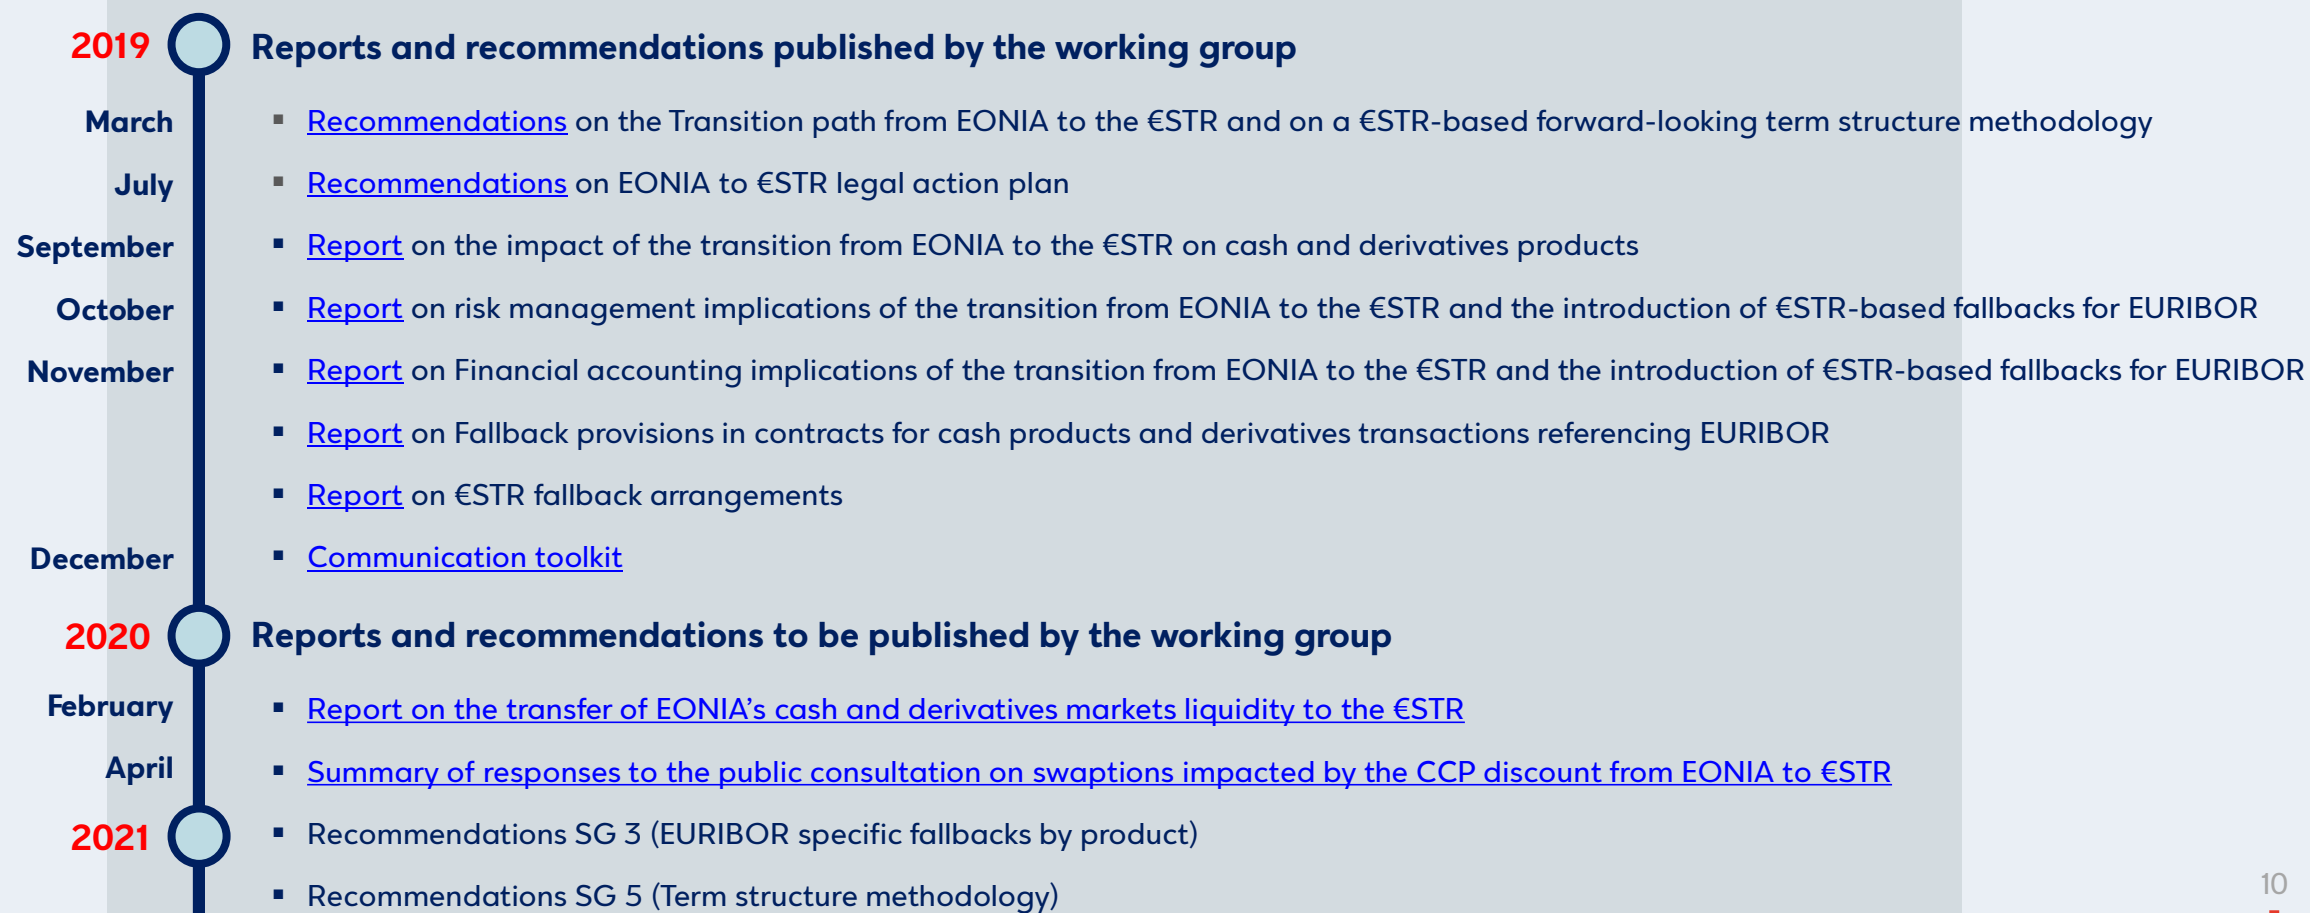 2019 Reports and recommendations published by the working group
March ▪ Recommendations on the Transition path from EONIA to the €STR and on a €STR-based forward-looking term structure methodology
July ▪ Recommendations on EONIA to €STR legal action plan
September ▪ Report on the impact of the transition from EONIA to the €STR on cash and derivatives products
October ▪ Report on risk management implications of the transition from EONIA to the €STR and the introduction of €STR-based fallbacks for EURIBOR
November ▪ Report on Financial accounting implications of the transition from EONIA to the €STR and the introduction of €STR-based fallbacks for EURIBOR
▪ Report on Fallback provisions in contracts for cash products and derivatives transactions referencing EURIBOR
▪ Report on €STR fallback arrangements
December ▪ Communication toolkit
2020 Reports and recommendations to be published by the working group
February ▪ Report on the transfer of EONIA’s cash and derivatives markets liquidity to the €STR
April ▪ Summary of responses to the public consultation on swaptions impacted by the CCP discount from EONIA to €STR
2021 ▪ Recommendations SG 3 (EURIBOR specific fallbacks by product)
▪ Recommendations SG 5 (Term structure methodology)
10